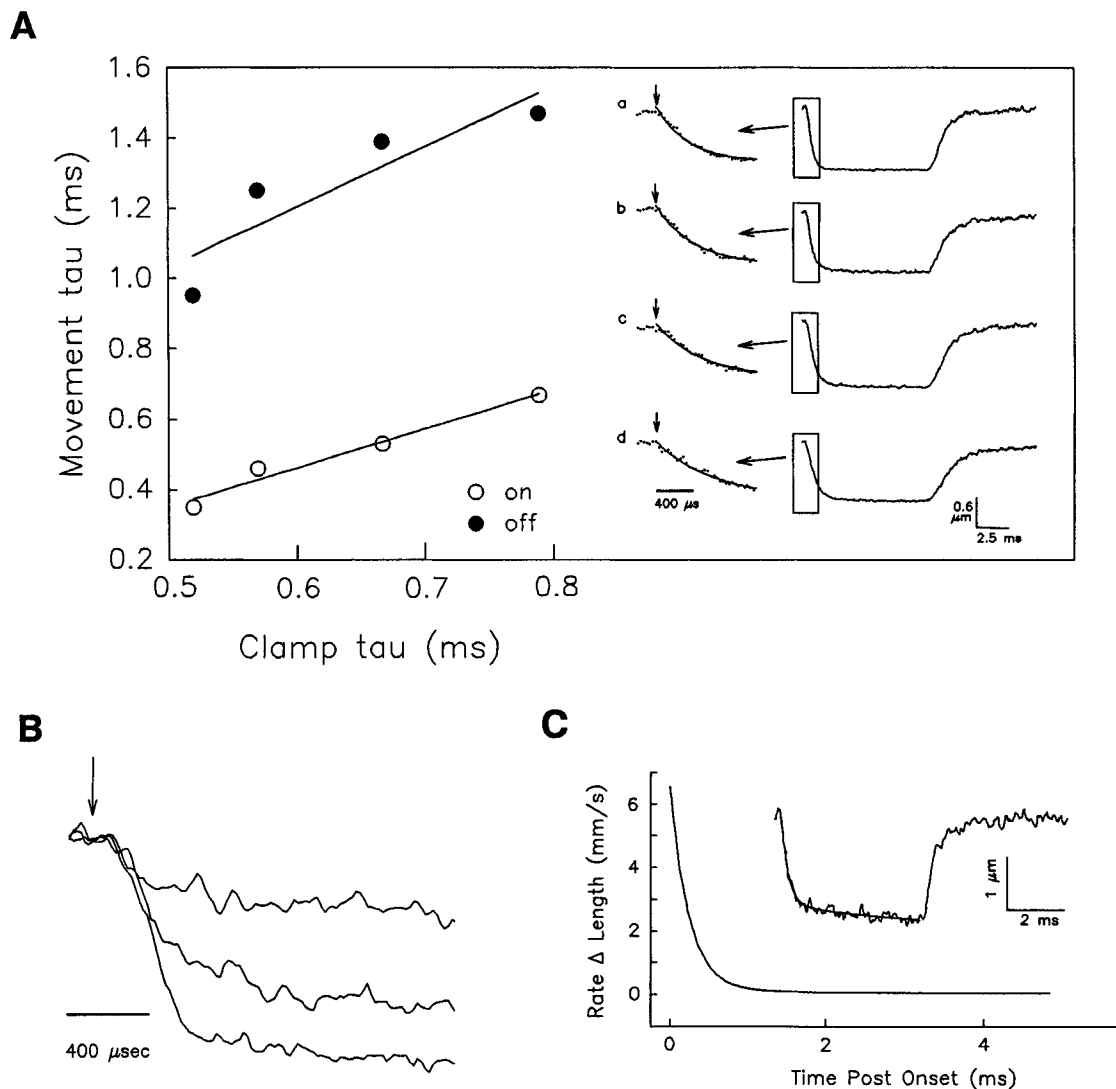 A
1.6
1.4
1.2
1.0
0.8
0.6
0.4
0.2
Movement tau (ms)
0.5
0.6
0.7
0.8
Clamp tau (ms)
on
off
a
b
c
d
400 μs
0.6
μm
2.5 ms
B
400 μsec
C
Rate Δ Length (mm/s)
6
4
2
0
1 μm
2 ms
0
2
4
Time Post Onset (ms)